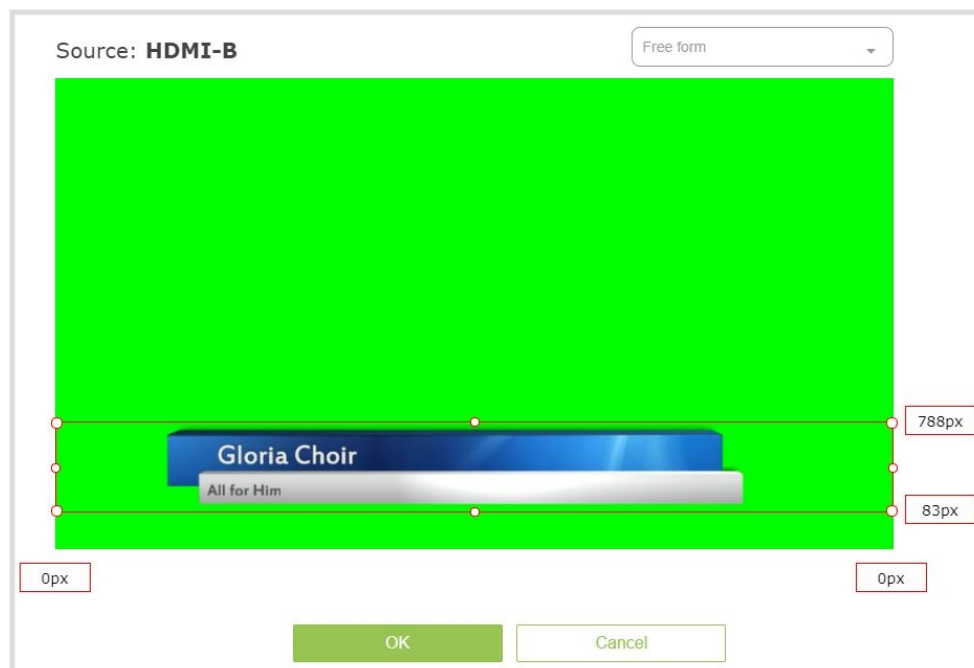 Source: HDMI-B
Free form
Gloria Choir
All for Him
788px
83px
0px
0px
OK
Cancel